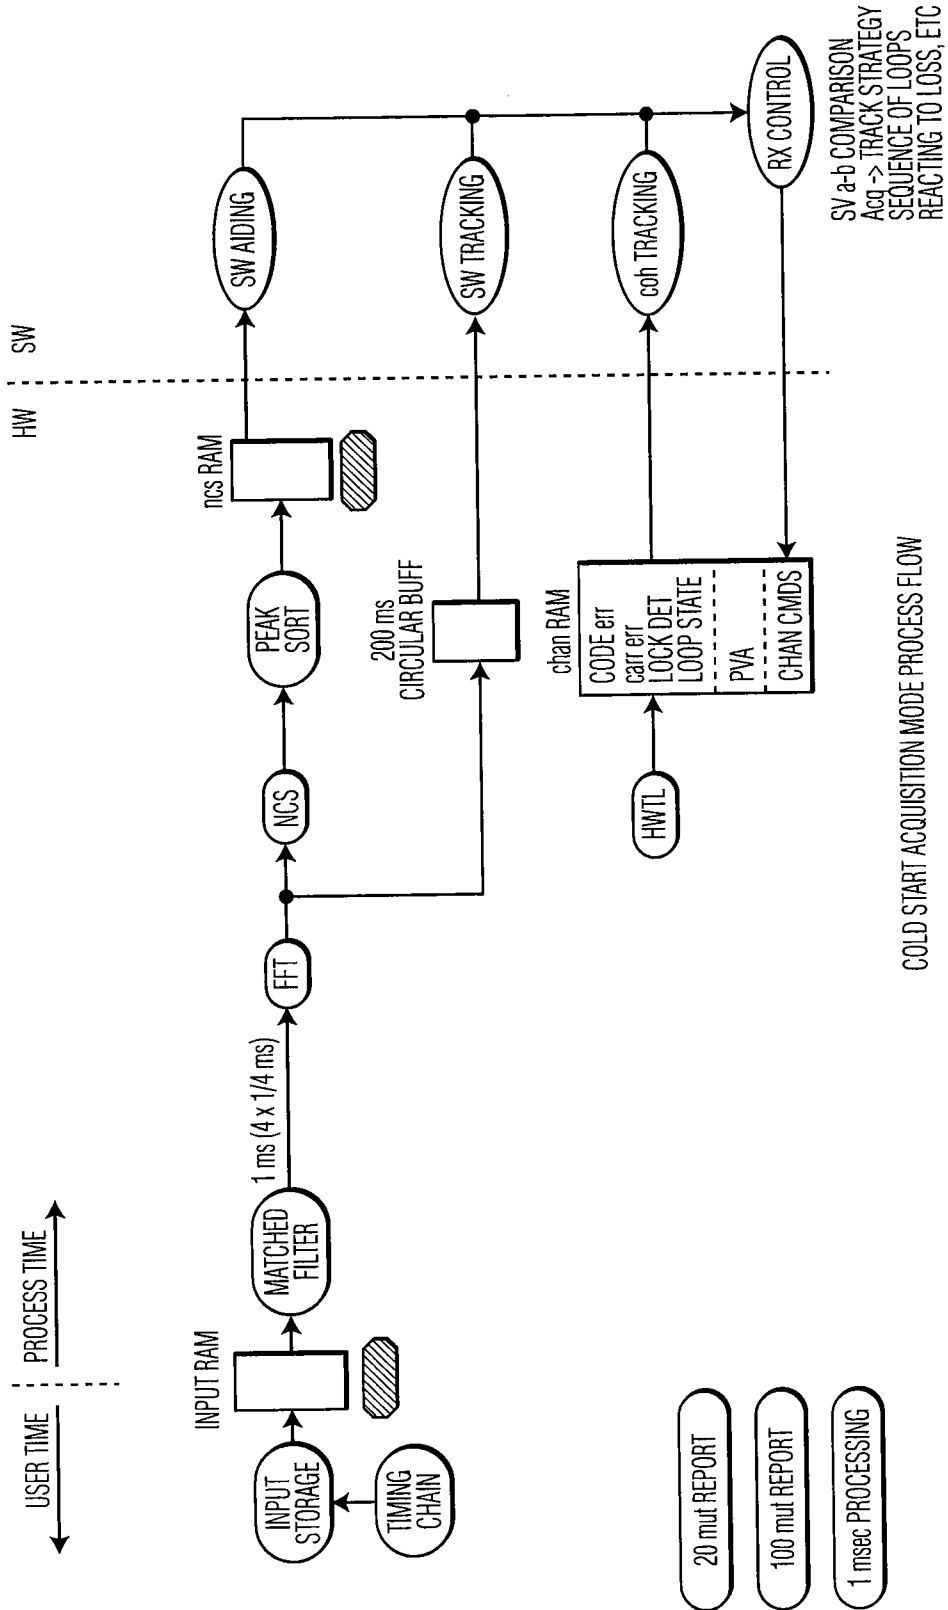 USER TIME
PROCESS TIME
HW
SW
INPUT
STORAGE
TIMING
CHAIN
INPUT RAM
MATCHED
FILTER
1 ms (4 x 1/4 ms)
FFT
NCS
PEAK
SORT
ncs RAM
SW AIDING
200 ms
CIRCULAR BUFF
SW TRACKING
HWTL
chan RAM
CODE err
carr err
LOCK DET
LOOP STATE
PVA
CHAN CMDS
coh TRACKING
RX CONTROL
SV a-b COMPARISON
Acq -> TRACK STRATEGY
SEQUENCE OF LOOPS
REACTING TO LOSS, ETC
20 mut REPORT
100 mut REPORT
1 msec PROCESSING
COLD START ACQUISITION MODE PROCESS FLOW